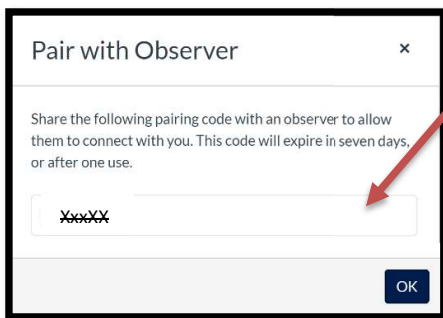 Pair with Observer ×
Share the following pairing code with an observer to allow
them to connect with you. This code will expire in seven days,
or after one use.
XxxXX
OK